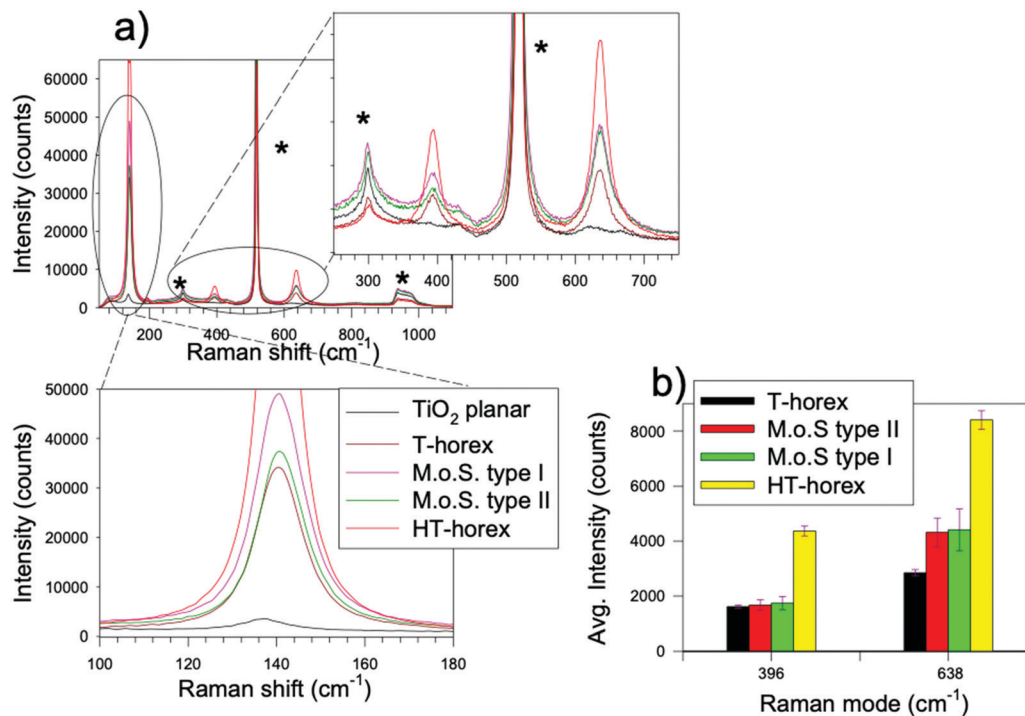 a)
*
*
*
*
*
Intensity (counts)
60000
50000
40000
30000
20000
10000
0
200 400 600 800 1000
Raman shift (cm-1)
300 400 500 600 700
50000
40000
30000
20000
10000
0
Intensity (counts)
100 120 140 160 180
Raman shift (cm-1)
TiO2 planar
T-horex
M.o.S. type I
M.o.S. type II
HT-horex
b)
T-horex
M.o.S type II
M.o.S type I
HT-horex
Avg. Intensity (counts)
8000
6000
4000
2000
0
396 638
Raman mode (cm-1)